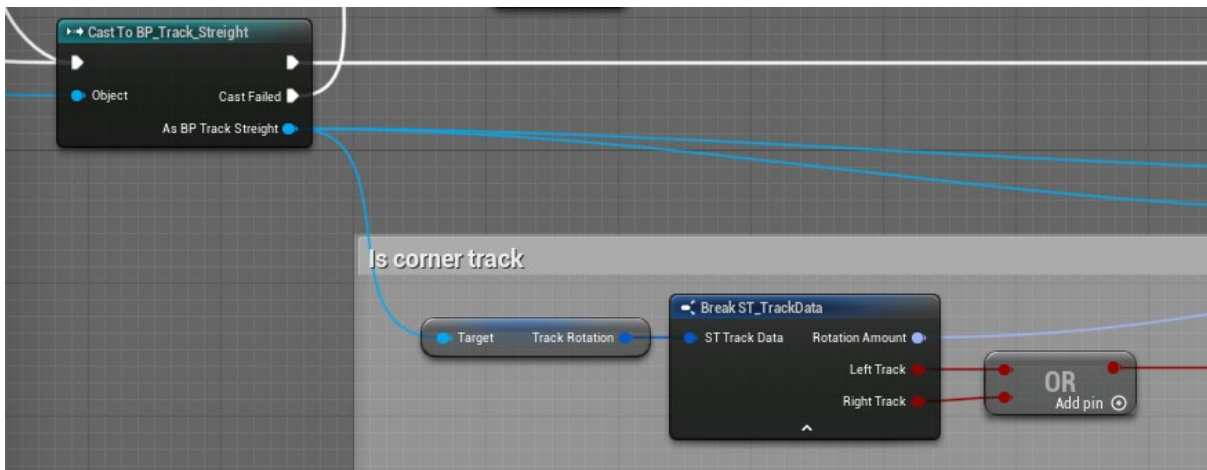 Cast To BP_Track_Streight
Object
Cast Failed
As BP Track Streight
Is corner track
Target
Track Rotation
Break ST_TrackData
ST Track Data
Rotation Amount
Left Track
Right Track
OR
Add pin